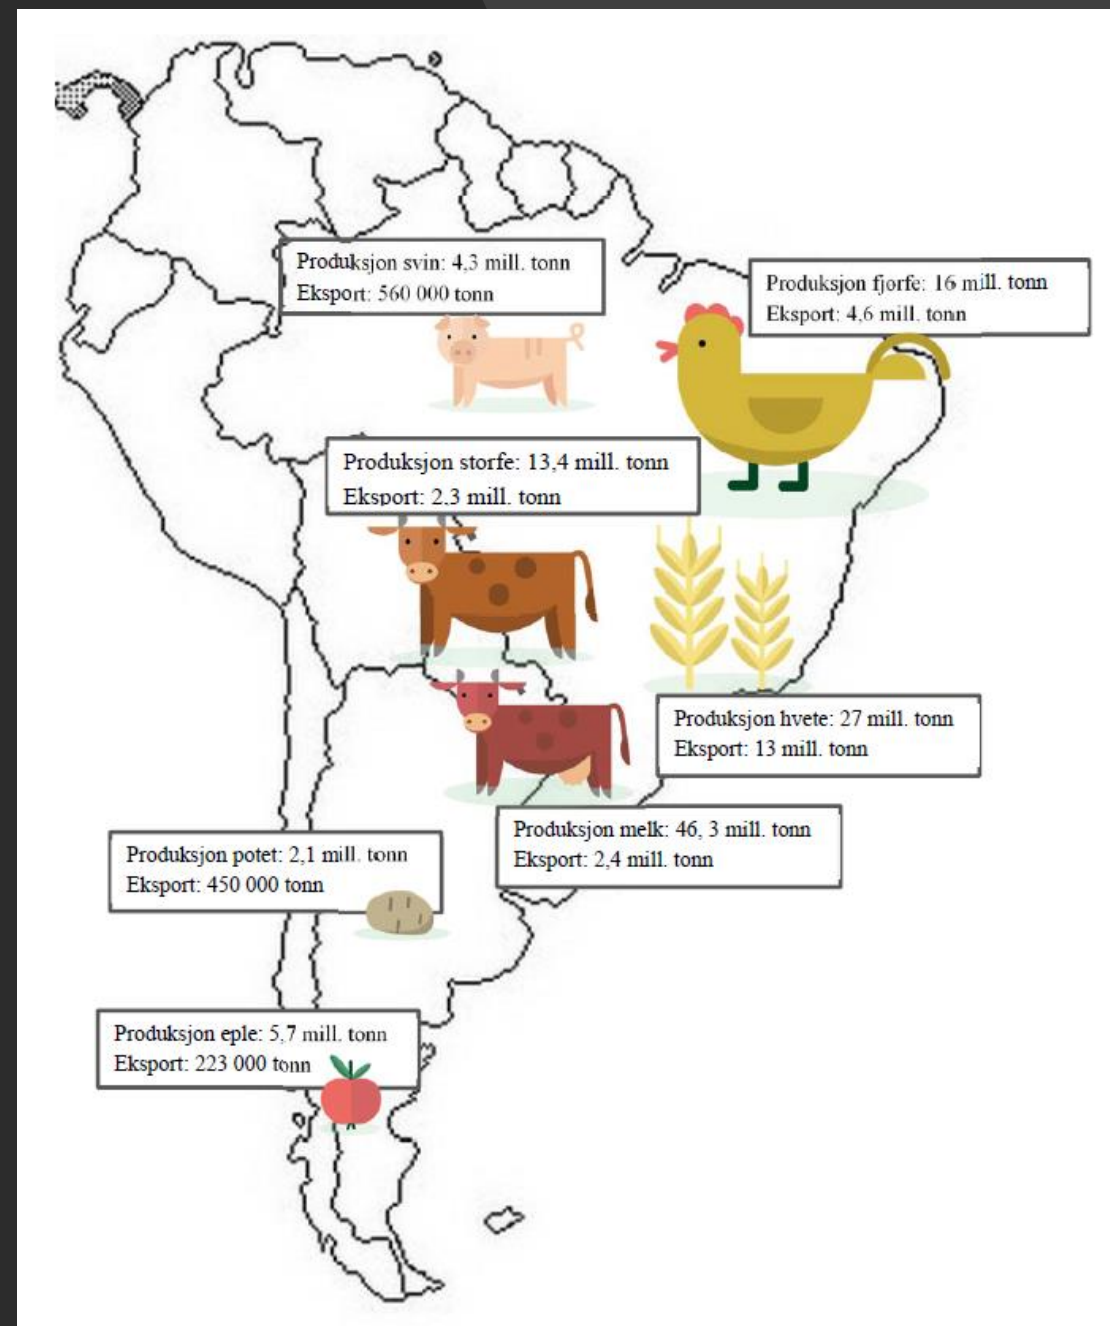 Produksjon svin: 4,3 mill. tonn
Eksport: 560 000 tonn
Produksjon fjørfe: 16 mill. tonn
Eksport: 4,6 mill. tonn
Produksjon storfe: 13,4 mill. tonn
Eksport: 2,3 mill. tonn
Produksjon hvete: 27 mill. tonn
Eksport: 13 mill. tonn
Produksjon melk: 46, 3 mill. tonn
Eksport: 2,4 mill. tonn
Produksjon potet: 2,1 mill. tonn
Eksport: 450 000 tonn
Produksjon eple: 5,7 mill. tonn
Eksport: 223 000 tonn